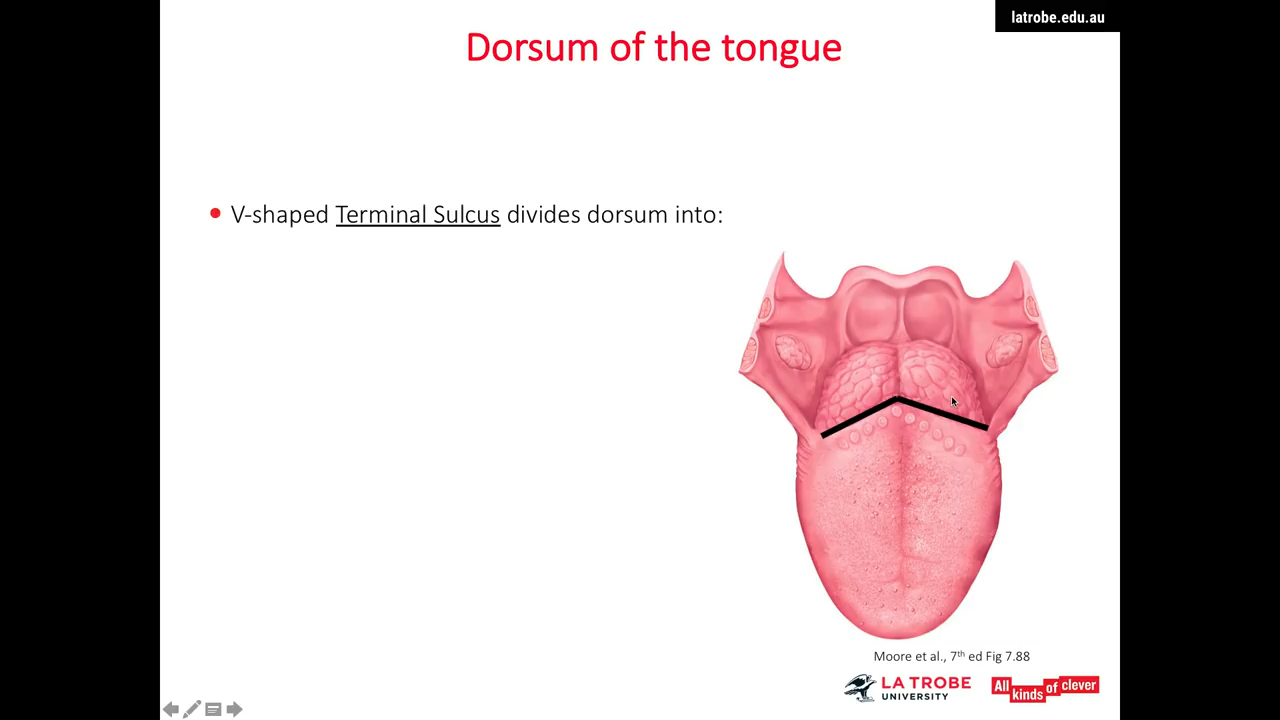 latrobe.edu.au
Dorsum of the tongue
V-shaped Terminal Sulcus divides dorsum into:
Moore et al., 7th ed Fig 7.88
LA TROBE
UNIVERSITY
All
kinds of clever